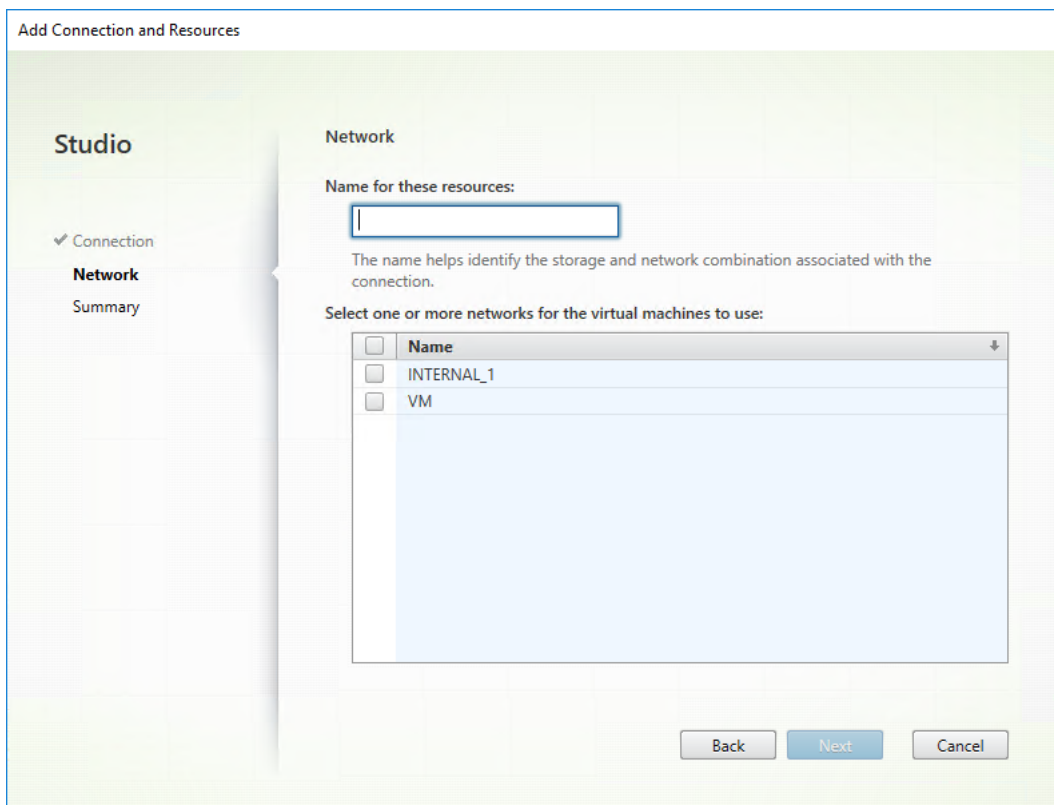 Add Connection and Resources
Studio
Connection
Network
Summary
Network
Name for these resources:
The name helps identify the storage and network combination associated with the
connection.
Select one or more networks for the virtual machines to use:
Name
INTERNAL_1
VM
Back
Next
Cancel